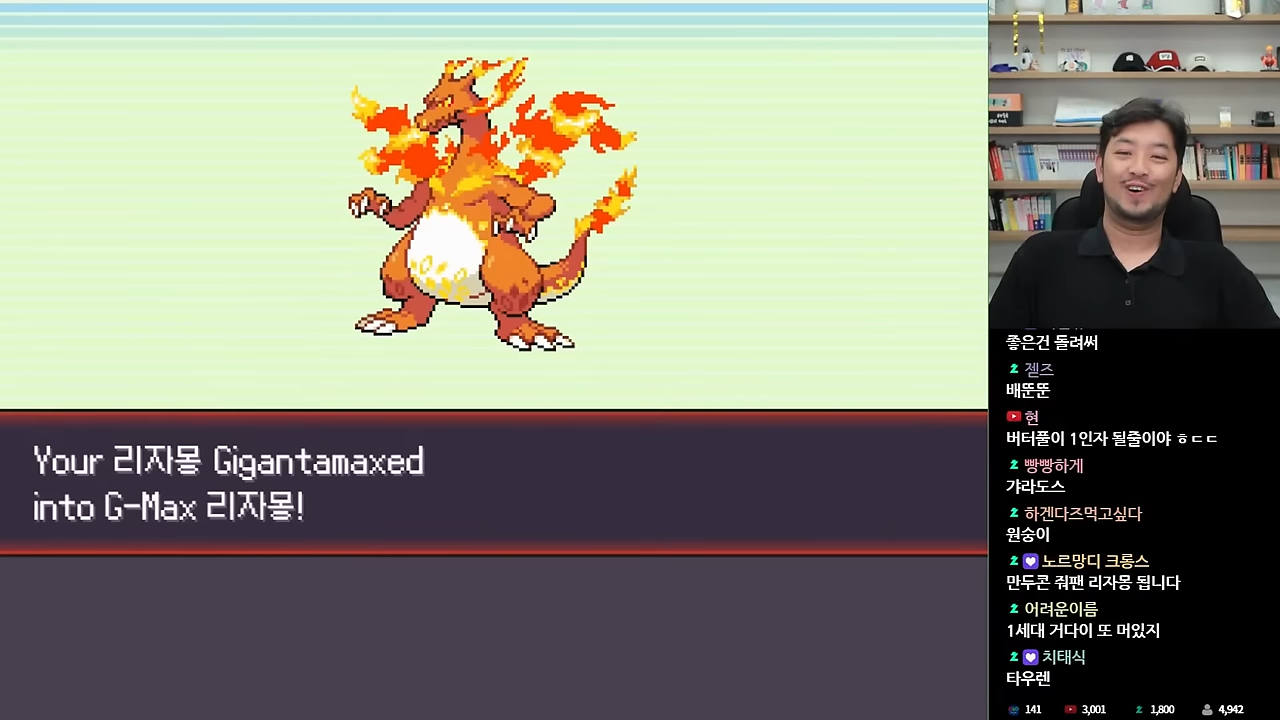 Your 리자몽 Gigantamaxed
into G-Max 리자몽!
좋은건 돌려써
젣즈
배뚠뚠
현
버터풀이 1인자 될줄이야 ㅎㄷㄷ
빵빵하게
갸라도스
하겐다즈먹고싶다
원숭이
노르망디 크롱스
만두콘 줘팬 리자몽 됩니다
어려운이름
1세대 거다이 또 머있지
치태식
타우렌
141 3,001 1,800 4,942